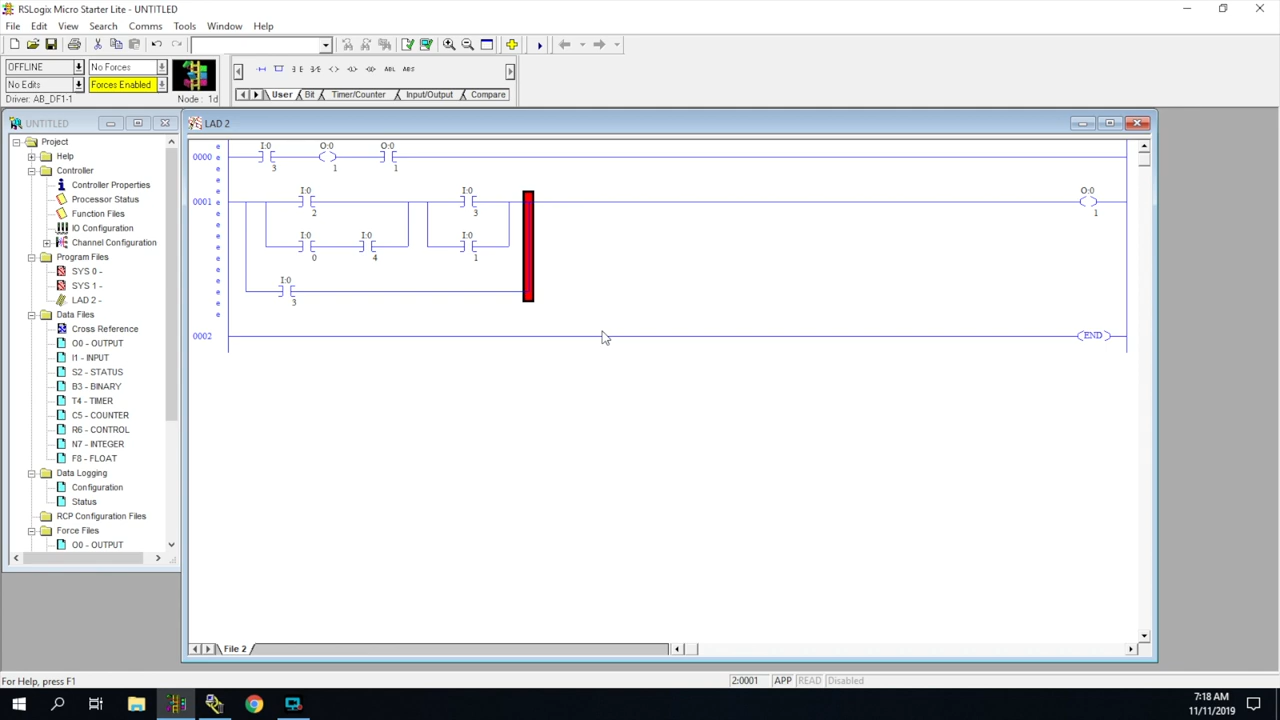 RSLogix Micro Starter Lite - UNTITLED
File Edit View Search Comms Tools Window Help
OFFLINE No Forces
No Edits Forces Enabled
Driver: AB_DF1-1 Node : 1d
ABL ABS
User Bit Timer/Counter Input/Output Compare
UNTITLED
Project
Help
Controller
Controller Properties
Processor Status
Function Files
IO Configuration
Channel Configuration
Program Files
SYS 0 -
SYS 1 -
LAD 2 -
Data Files
Cross Reference
O0 - OUTPUT
I1 - INPUT
S2 - STATUS
B3 - BINARY
T4 - TIMER
C5 - COUNTER
R6 - CONTROL
N7 - INTEGER
F8 - FLOAT
Data Logging
Configuration
Status
RCP Configuration Files
Force Files
O0 - OUTPUT
LAD 2
e
I:0 O:0 O:0
0000 e
3 1 1
e
e
I:0 I:0 O:0
0001 e
2 3 1
e
e
I:0 I:0 I:0
e
0 4 1
e
e
I:0
e
3
e
e
0002 END
File 2
For Help, press F1 2:0001 APP READ Disabled
7:18 AM
11/11/2019